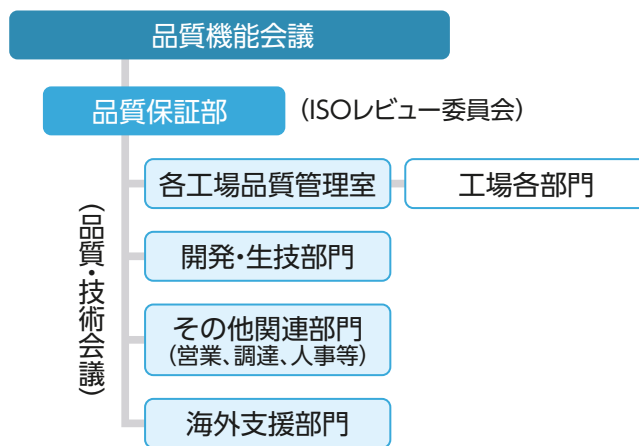 品質機能会議
品質保証部 (ISOレビュー委員会)
各工場品質管理室 工場各部門
開発・生技部門
その他関連部門
(営業、調達、人事等)
海外支援部門
(品質・技術会議)